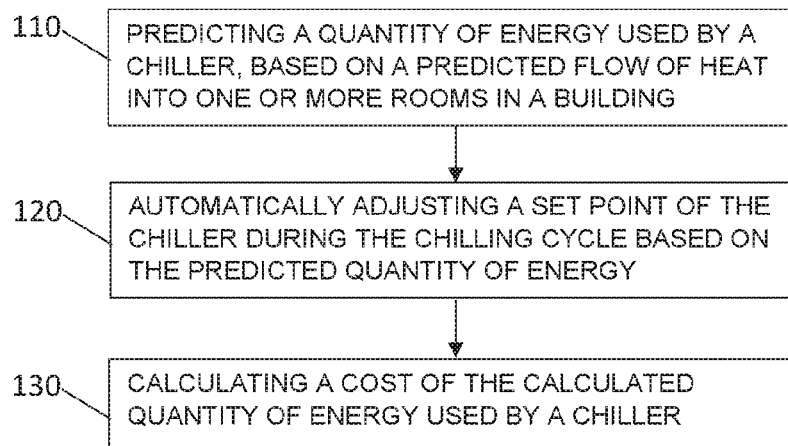 110
PREDICTING A QUANTITY OF ENERGY USED BY A
CHILLER, BASED ON A PREDICTED FLOW OF HEAT
INTO ONE OR MORE ROOMS IN A BUILDING
120
AUTOMATICALLY ADJUSTING A SET POINT OF THE
CHILLER DURING THE CHILLING CYCLE BASED ON
THE PREDICTED QUANTITY OF ENERGY
130
CALCULATING A COST OF THE CALCULATED
QUANTITY OF ENERGY USED BY A CHILLER